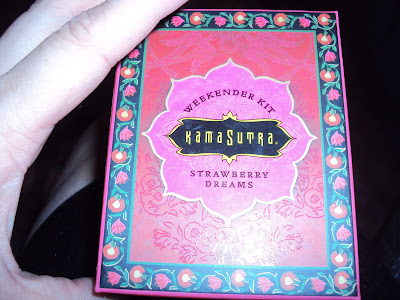 WEEKENDER KIT
KAMASUTRA®
STRAWBERRY
DREAMS